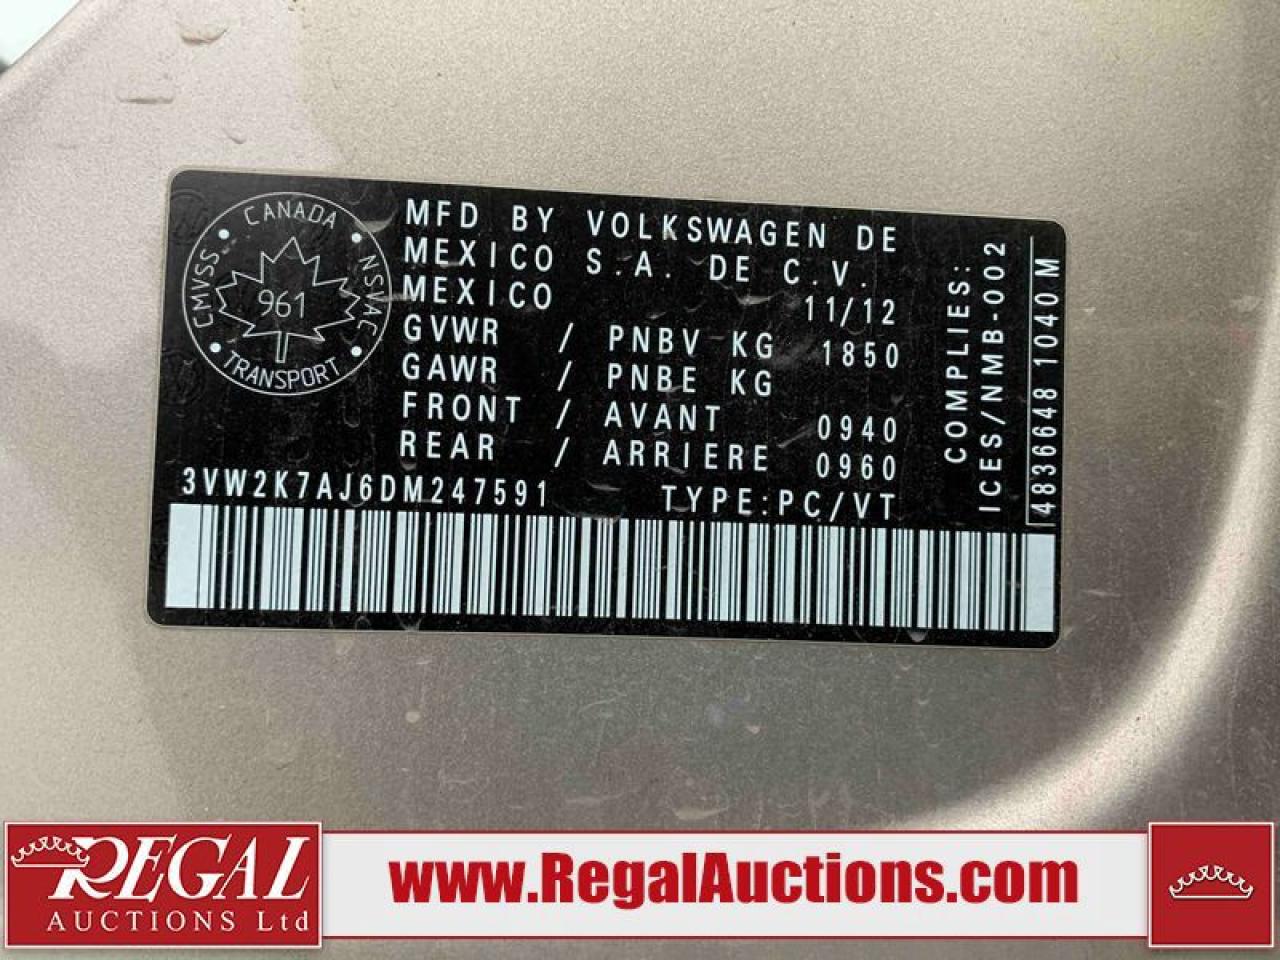 CANADA
CMVSS
NSVAC
961
TRANSPORT
MFD BY VOLKSWAGEN DE
MEXICO S.A. DE C.V.
MEXICO 11/12
GVWR / PNBV KG 1850
GAWR / PNBE KG
FRONT / AVANT 0940
REAR / ARRIERE 0960
3VW2K7AJ6DM247591 TYPE:PC/VT
COMPLIES:
ICES/NMB-002
4836648 1040M
REGAL
AUCTIONS Ltd
www.RegalAuctions.com